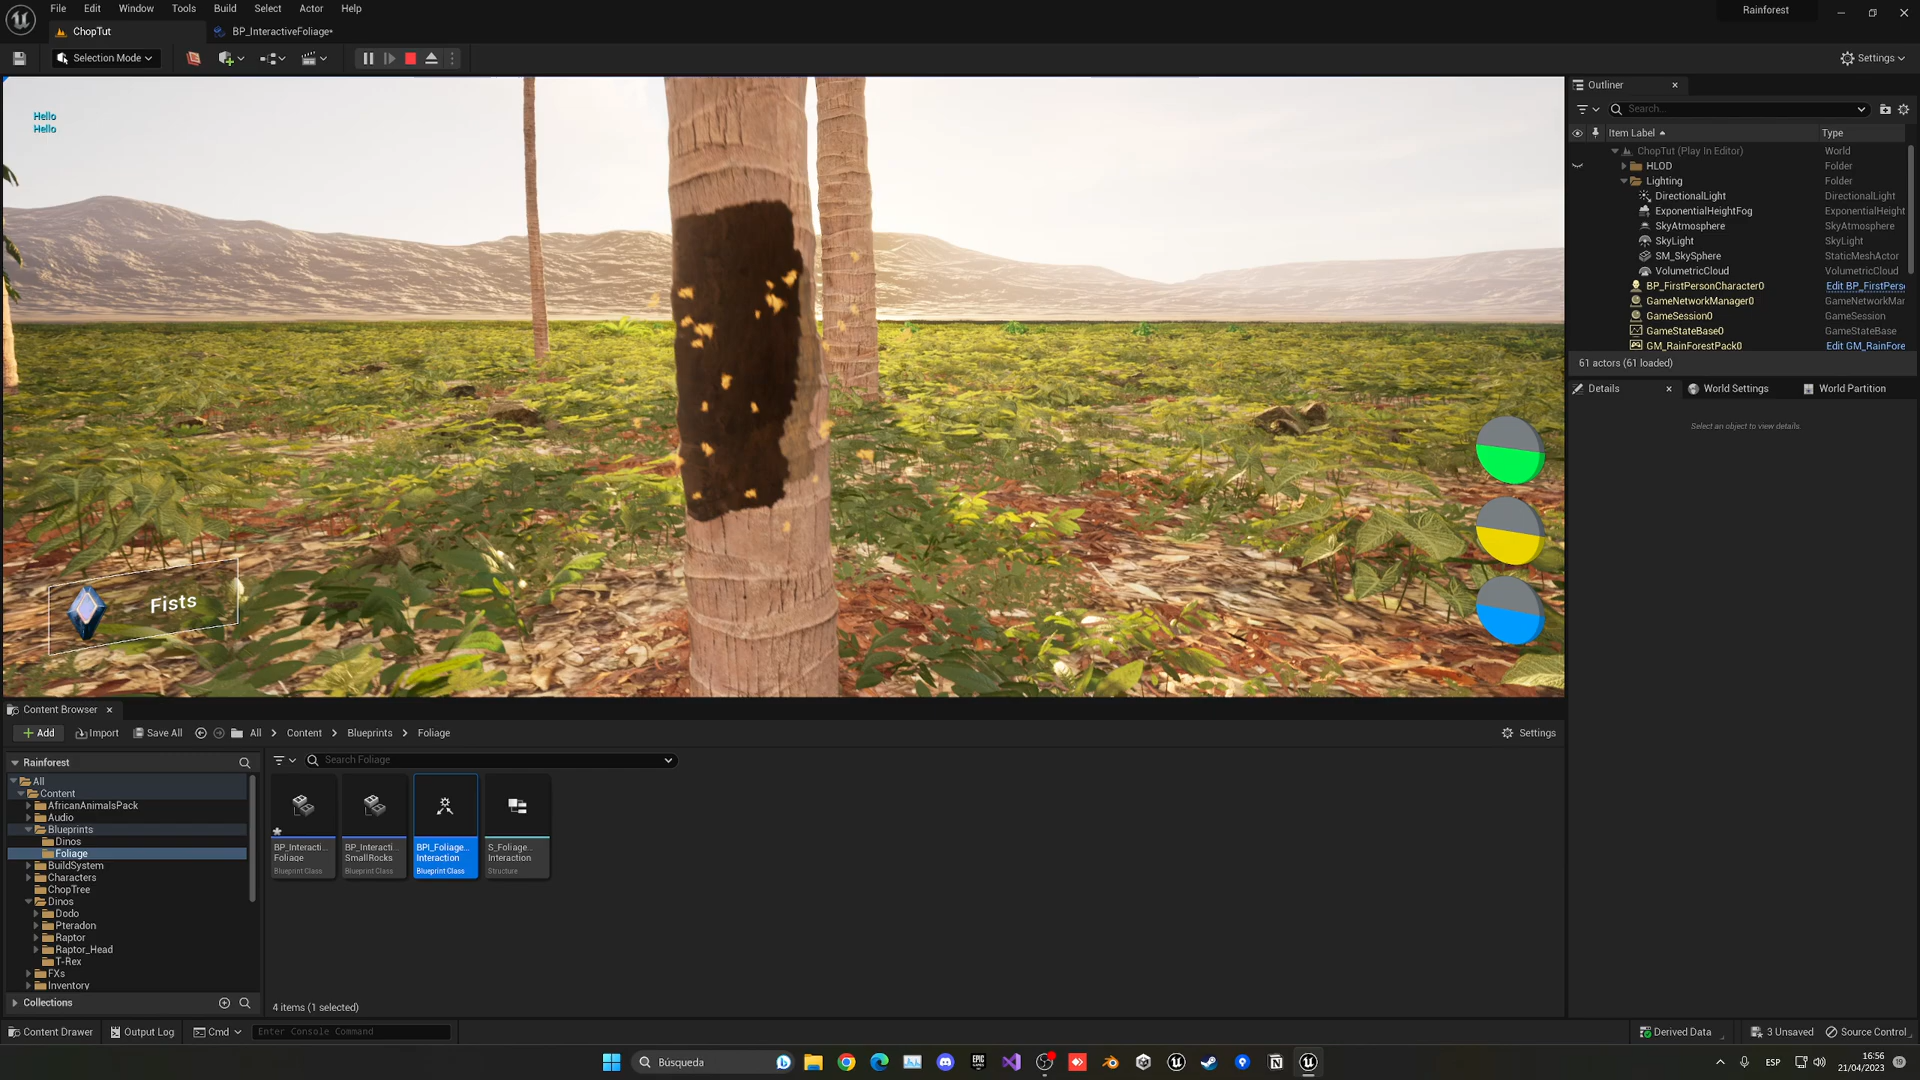 File Edit Window Tools Build Select Actor Help
Rainforest
ChopTut
BP_InteractiveFoliage*
Selection Mode
Settings
Hello
Hello
Fists
Outliner
Search...
Item Label
Type
ChopTut (Play In Editor)
World
HLOD
Folder
Lighting
Folder
DirectionalLight
DirectionalLight
ExponentialHeightFog
ExponentialHeight
SkyAtmosphere
SkyAtmosphere
SkyLight
SkyLight
SM_SkySphere
StaticMeshActor
VolumetricCloud
VolumetricCloud
BP_FirstPersonCharacter0
Edit BP_FirstPers
GameNetworkManager0
GameNetworkMar
GameSession0
GameSession
GameStateBase0
GameStateBase
GM_RainForestPack0
Edit GM_RainFore
61 actors (61 loaded)
Details
World Settings
World Partition
Select an object to view details.
Content Browser
Add
Import
Save All
All
Content
Blueprints
Foliage
Settings
Rainforest
Search Foliage
All
Content
AfricanAnimalsPack
Audio
Blueprints
Dinos
Foliage
BuildSystem
Characters
ChopTree
Dinos
Dodo
Pteradon
Raptor
Raptor_Head
T-Rex
FXs
Inventory
Collections
BP_Interacti...
Foliage
Blueprint Class
BP_Interacti...
SmallRocks
Blueprint Class
BPI_Foliage...
Interaction
Blueprint Class
S_Foliage...
Interaction
Structure
4 items (1 selected)
Content Drawer
Output Log
Cmd
Enter Console Command
Derived Data
3 Unsaved
Source Control
Búsqueda
ESP
16:56
21/04/2023